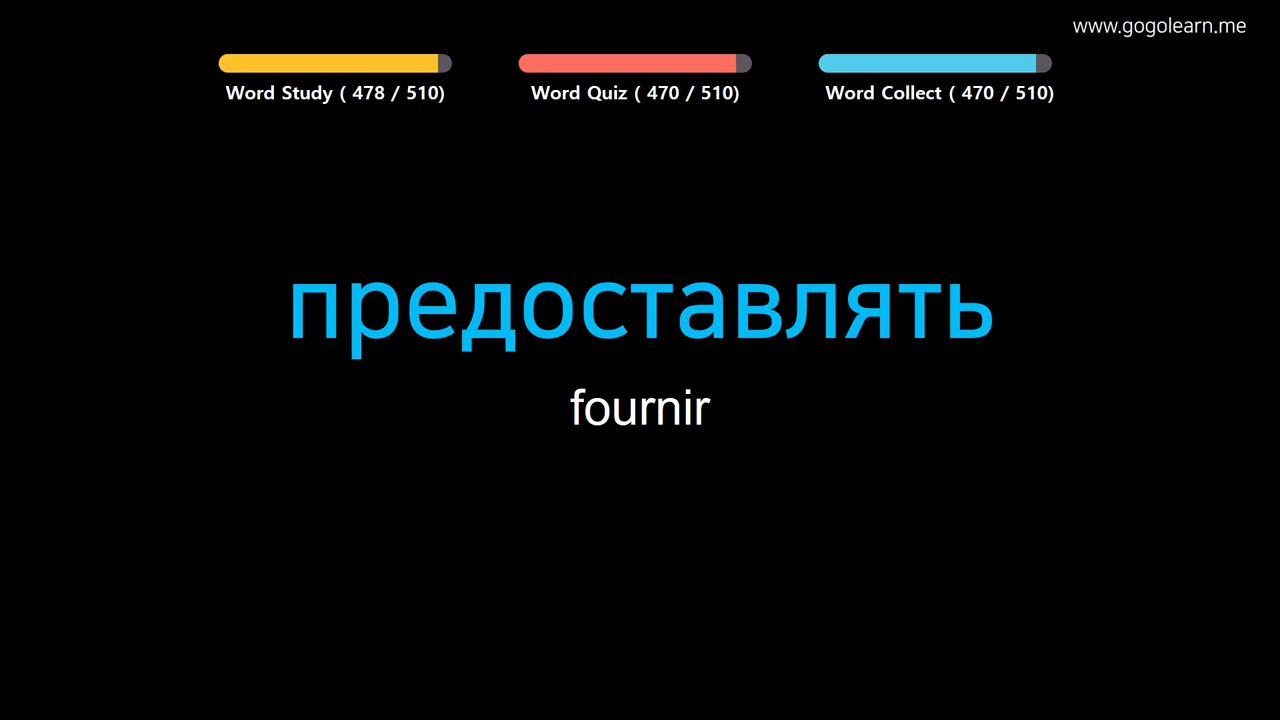 www.gogolearn.me
Word Study ( 478 / 510)
Word Quiz ( 470 / 510)
Word Collect ( 470 / 510)
предоставлять
fournir